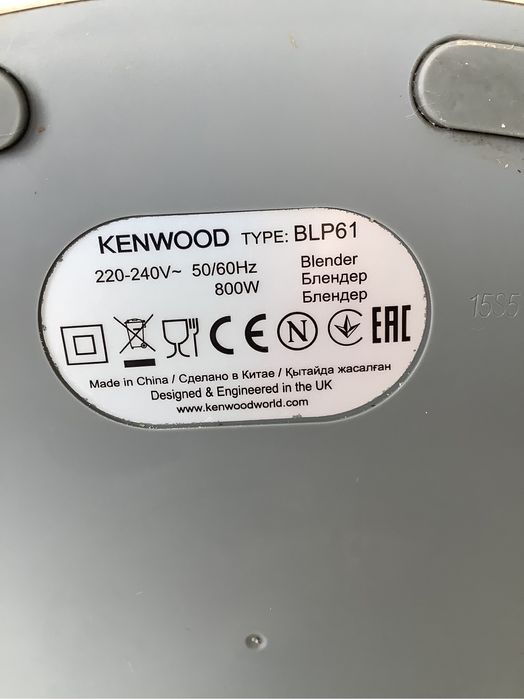 KENWOOD TYPE: BLP61
220-240V~ 50/60Hz Blender
800W Блендер
Блендер
CE N EAC
Made in China / Сделано в Китае / Қытайда жасалған
Designed & Engineered in the UK
www.kenwoodworld.com